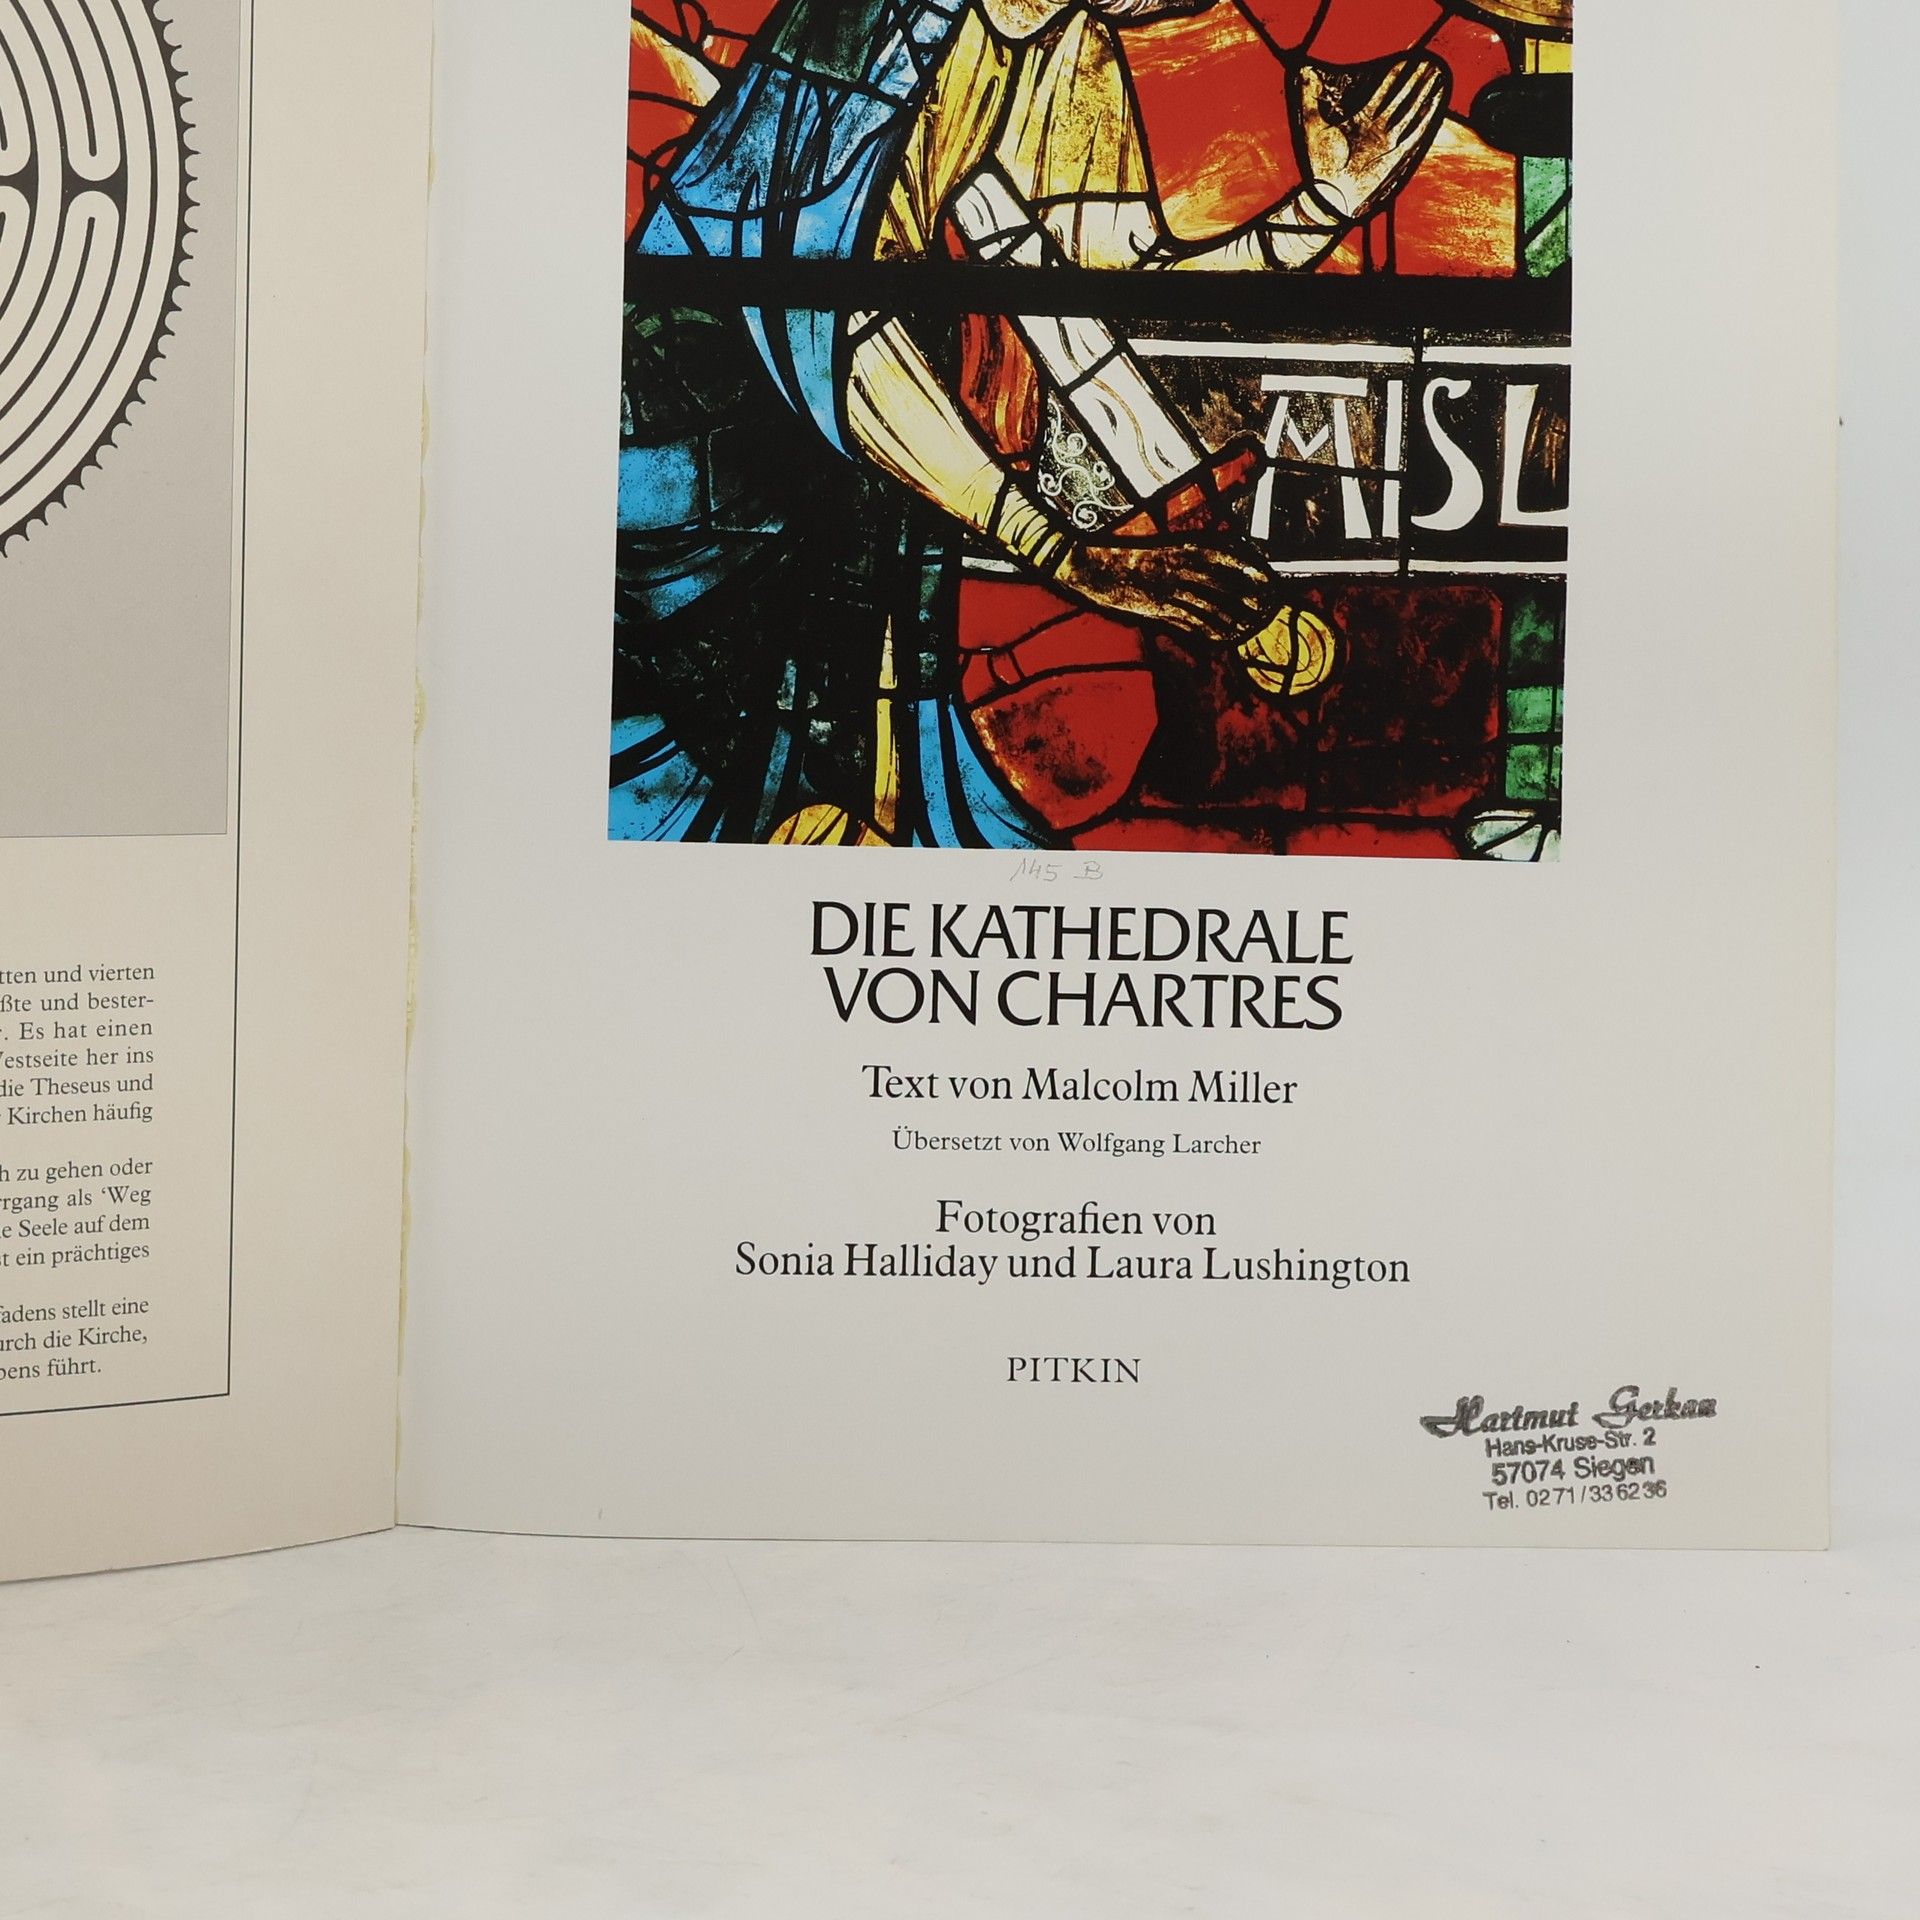 tten und vierten
ßte und bester-
. Es hat einen
estseite her ins
die Theseus und
Kirchen häufig
h zu gehen oder
rgang als ‘Weg
e Seele auf dem
t ein prächtiges
adens stellt eine
urch die Kirche,
bens führt.
MISL
145 B
DIE KATHEDRALE
VON CHARTRES
Text von Malcolm Miller
Übersetzt von Wolfgang Larcher
Fotografien von
Sonia Halliday und Laura Lushington
PITKIN
Hartmut Gerkan
Hans-Kruse-Str. 2
57074 Siegen
Tel. 0271/336236